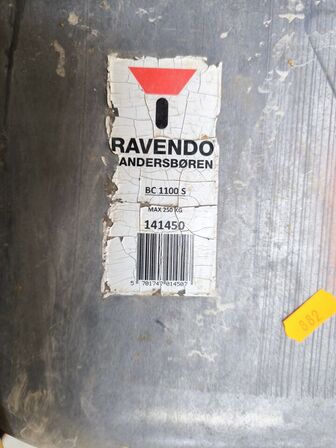 RAVENDO
ANDERSBØREN
BC 1100 S
MAX 250 KG
141450
5 701747 014507
882